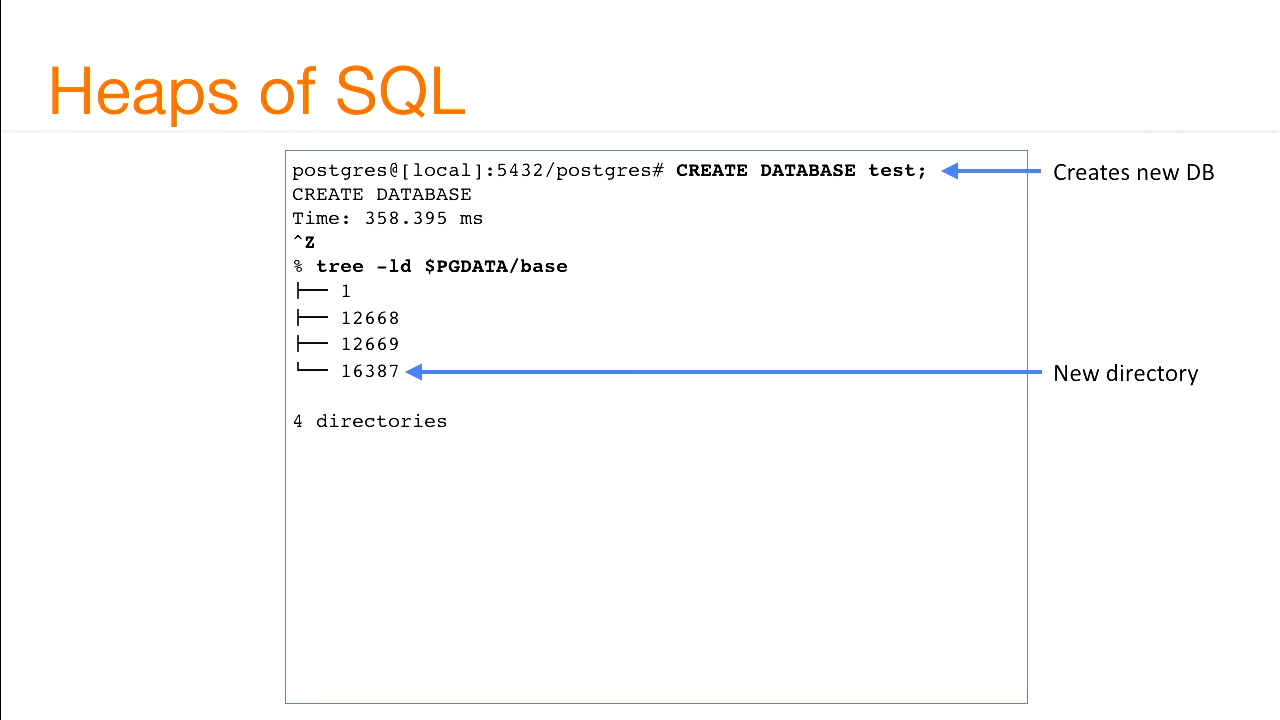 Heaps of SQL
postgres@[local]:5432/postgres# CREATE DATABASE test;
Creates new DB
CREATE DATABASE
Time: 358.395 ms
^Z
% tree -ld $PGDATA/base
├── 1
├── 12668
├── 12669
└── 16387
New directory
4 directories